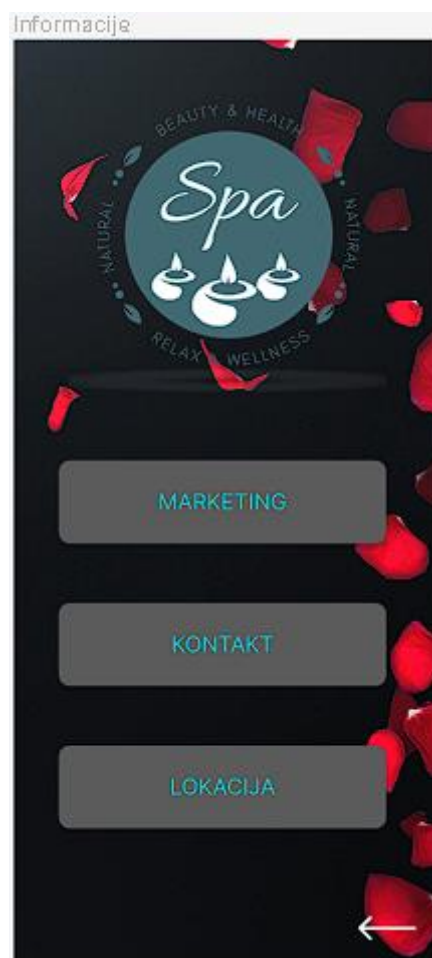 Informacije
BEAUTY & HEALTH
NATURAL
Spa
NATURAL
RELAX & WELLNESS
MARKETING
KONTAKT
LOKACIJA